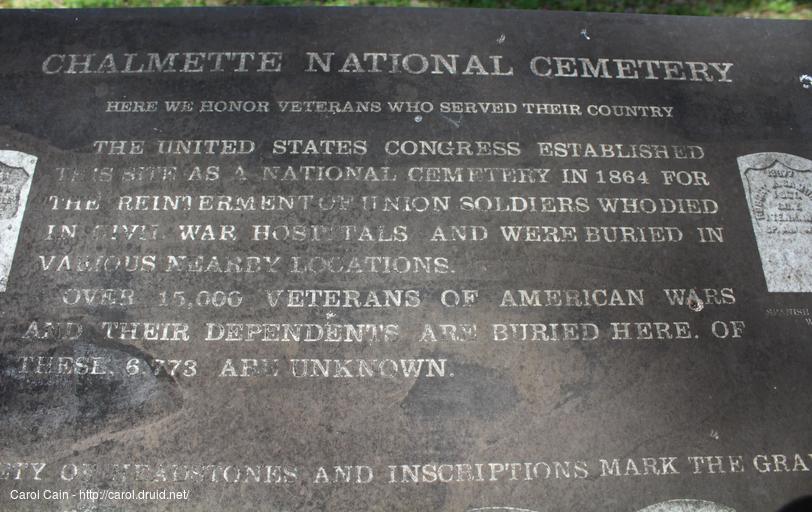 CHALMETTE NATIONAL CEMETERY
HERE WE HONOR VETERANS WHO SERVED THEIR COUNTRY
THE UNITED STATES CONGRESS ESTABLISHED
THIS SITE AS A NATIONAL CEMETERY IN 1864 FOR
THE REINTERMENT OF UNION SOLDIERS WHO DIED
IN CIVIL WAR HOSPITALS AND WERE BURIED IN
VARIOUS NEARBY LOCATIONS.
OVER 15,000 VETERANS OF AMERICAN WARS
AND THEIR DEPENDENTS ARE BURIED HERE. OF
THESE, 6,773 ARE UNKNOWN.
SPANISH
ETY OF HEADSTONES AND INSCRIPTIONS MARK THE GRA
Carol Cain - http://carol.druid.net/